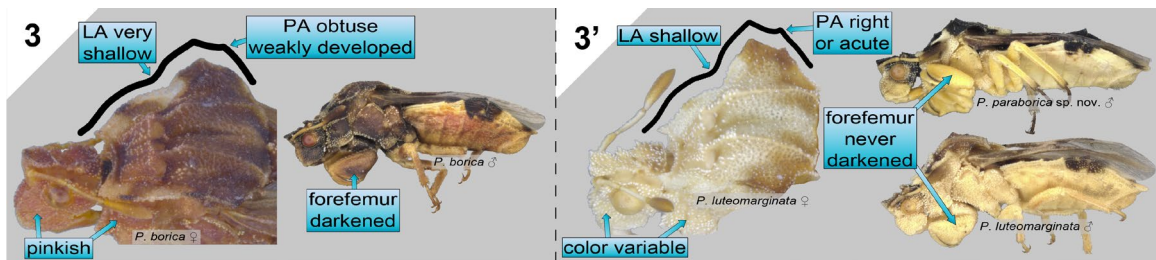 3
LA very
shallow
PA obtuse
weakly developed
P. borica ♂
forefemur
darkened
pinkish
P. borica ♀
3’
LA shallow
PA right
or acute
P. paraborica sp. nov. ♂
forefemur
never
darkened
P. luteomarginata ♀
color variable
P. luteomarginata ♂